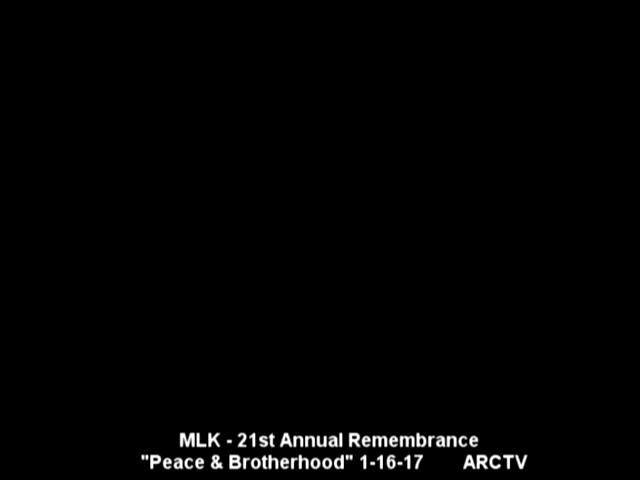 MLK - 21st Annual Remembrance
"Peace & Brotherhood" 1-16-17 ARCTV